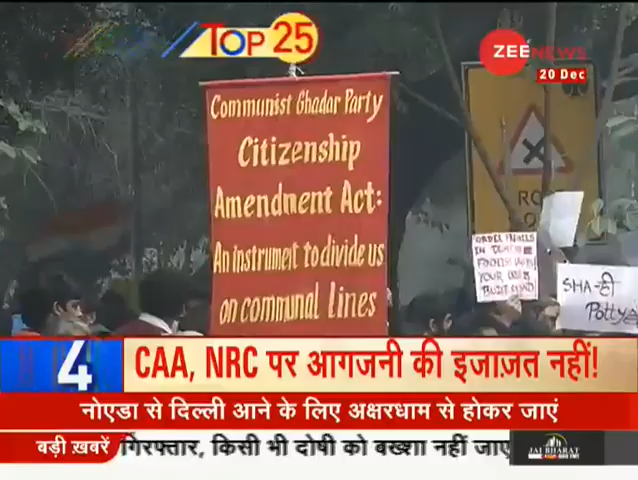 TOP 25
ZEE NEWS
20 Dec
Communist Ghadar Party
Citizenship
Amendment Act:
An instrument to divide us
on communal lines
YOUR
SHA-ही
Potty
4
CAA, NRC पर आगजनी की इजाज़त नहीं!
नोएडा से दिल्ली आने के लिए अक्षरधाम से होकर जाएं
बड़ी ख़बरें
गिरफ्तार, किसी भी दोषी को बख्शा नहीं जाए
JAI BHARAT